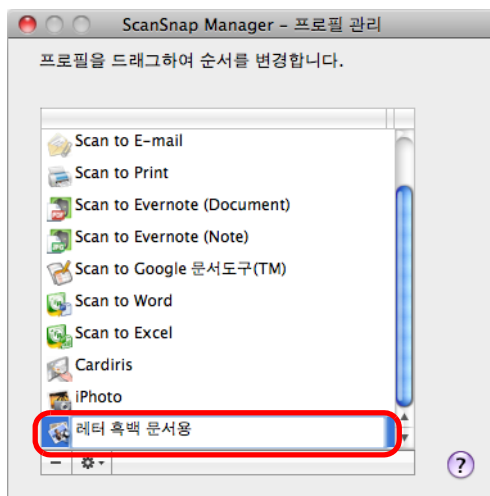 ScanSnap Manager – 프로필 관리
프로필을 드래그하여 순서를 변경합니다.
Scan to E-mail
Scan to Print
Scan to Evernote (Document)
Scan to Evernote (Note)
Scan to Google 문서도구(TM)
Scan to Word
Scan to Excel
Cardiris
iPhoto
레터 흑백 문서용
?